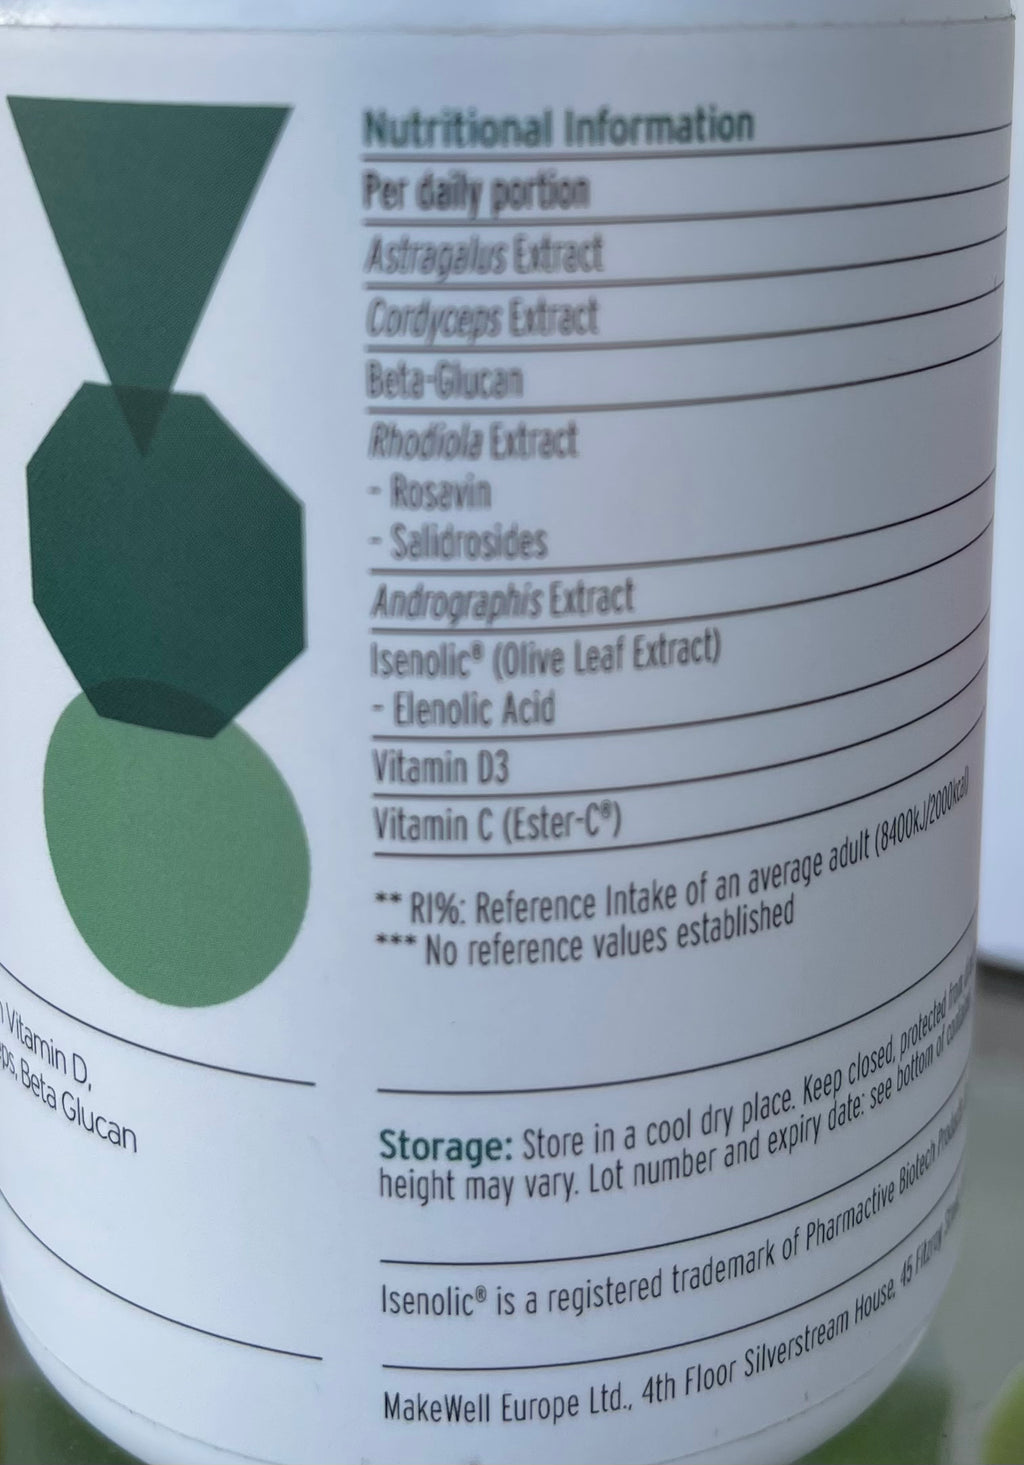 Nutritional Information
Per daily portion
Astragalus Extract
Cordyceps Extract
Beta-Glucan
Rhodiola Extract
- Rosavin
- Salidrosides
Andrographis Extract
Isenolic® (Olive Leaf Extract)
- Elenolic Acid
Vitamin D3
Vitamin C (Ester-C®)
** RI%: Reference Intake of an average adult (8400kJ/2000kcal)
*** No reference values established
Vitamin D,
Beta Glucan
Storage: Store in a cool dry place. Keep closed, protected from
height may vary. Lot number and expiry date: see bottom of
Isenolic® is a registered trademark of Pharmactive Biotech
MakeWell Europe Ltd., 4th Floor Silverstream House, 45 Fitzroy